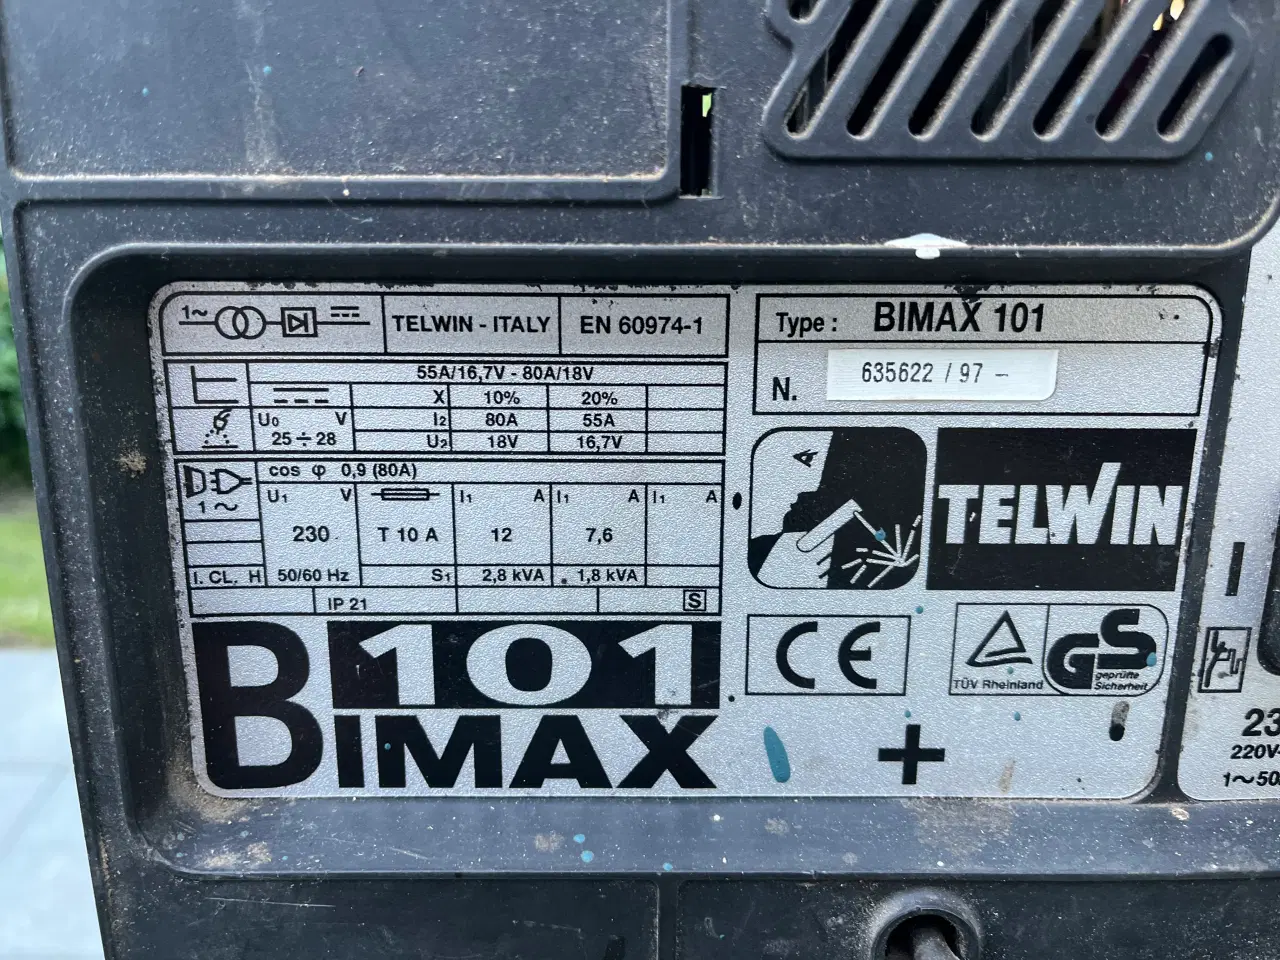 1~
TELWIN - ITALY
EN 60974-1
Type : BIMAX 101
N. 635622 / 97 -
55A/16,7V - 80A/18V
X 10% 20%
U₀ V
25 ÷ 28
I₂ 80A 55A
U₂ 18V 16,7V
cos φ 0,9 (80A)
1~
U₁ V
I₁ A
I₁ A
I₁ A
230
T 10 A
12
7,6
I. CL. H
50/60 Hz
S₁ 2,8 kVA 1,8 kVA
IP 21
S
TELWIN
BIMAX
101
CE
TÜV Rheinland
GS
geprüfte
Sicherheit
+
23
220V
1~50